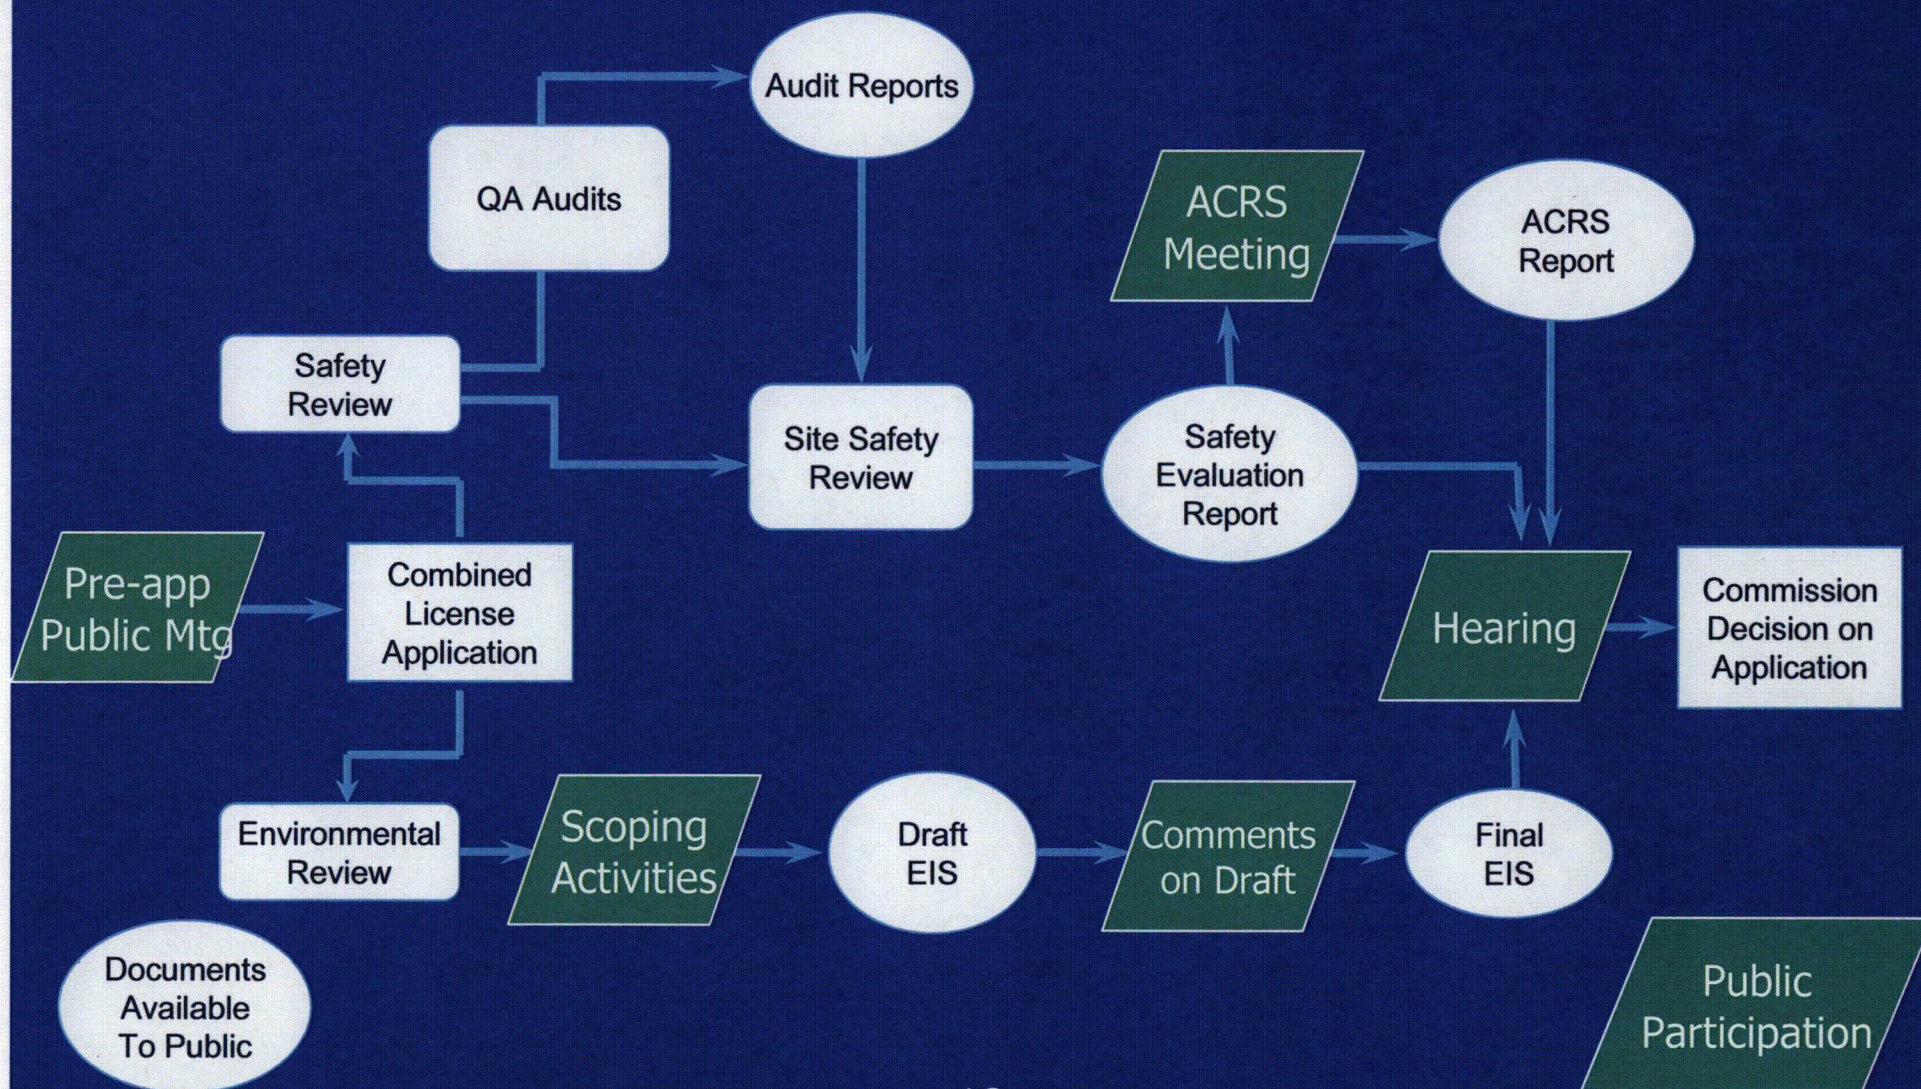 Audit Reports
QA Audits
ACRS
Meeting
ACRS
Report
Safety
Review
Site Safety
Review
Safety
Evaluation
Report
Pre-app
Public Mtg
Combined
License
Application
Hearing
Commission
Decision on
Application
Environmental
Review
Scoping
Activities
Draft
EIS
Comments
on Draft
Final
EIS
Documents
Available
To Public
Public
Participation